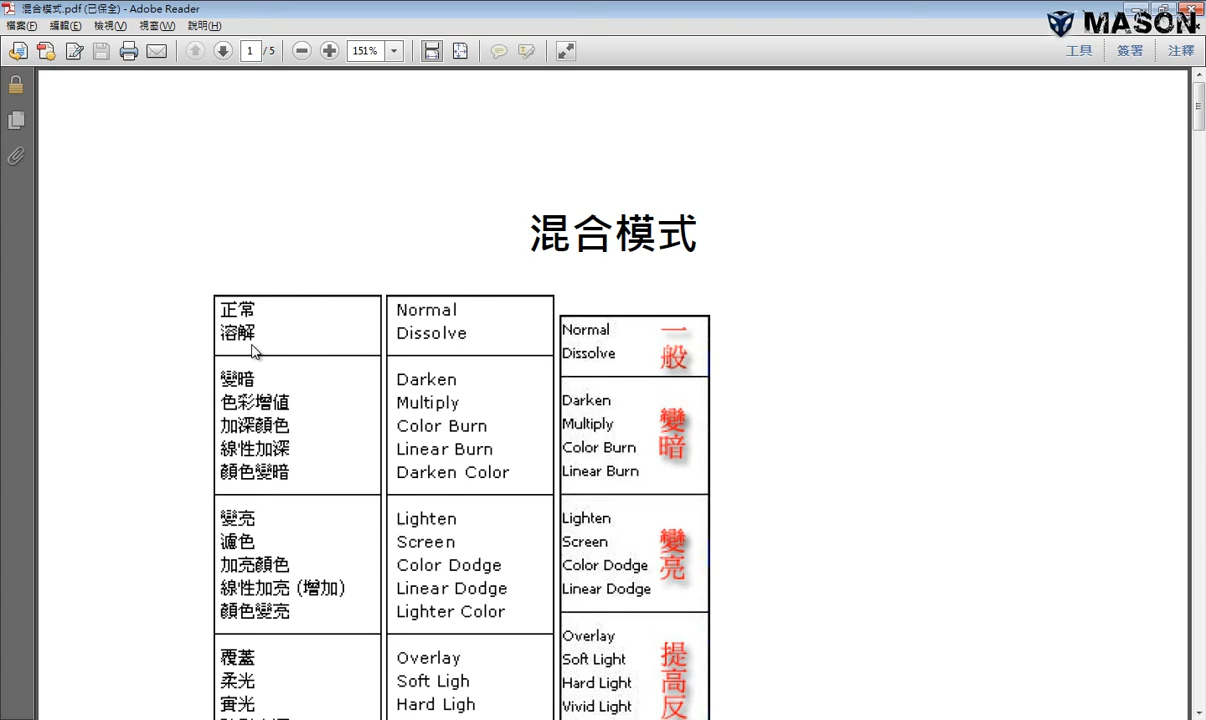 混合模式.pdf (已保全) - Adobe Reader
檔案(F) 編輯(E) 檢視(V) 視窗(W) 說明(H)
MASON
1 / 5 151% 工具 簽署 注釋
混合模式
正常
溶解
變暗
色彩增值
加深顏色
線性加深
顏色變暗
變亮
濾色
加亮顏色
線性加亮 (增加)
顏色變亮
覆蓋
柔光
實光
Normal
Dissolve
Darken
Multiply
Color Burn
Linear Burn
Darken Color
Lighten
Screen
Color Dodge
Linear Dodge
Lighter Color
Overlay
Soft Ligh
Hard Ligh
Normal
Dissolve
一般
Darken
Multiply
Color Burn
Linear Burn
變暗
Lighten
Screen
Color Dodge
Linear Dodge
變亮
Overlay
Soft Light
Hard Light
Vivid Light
提高反